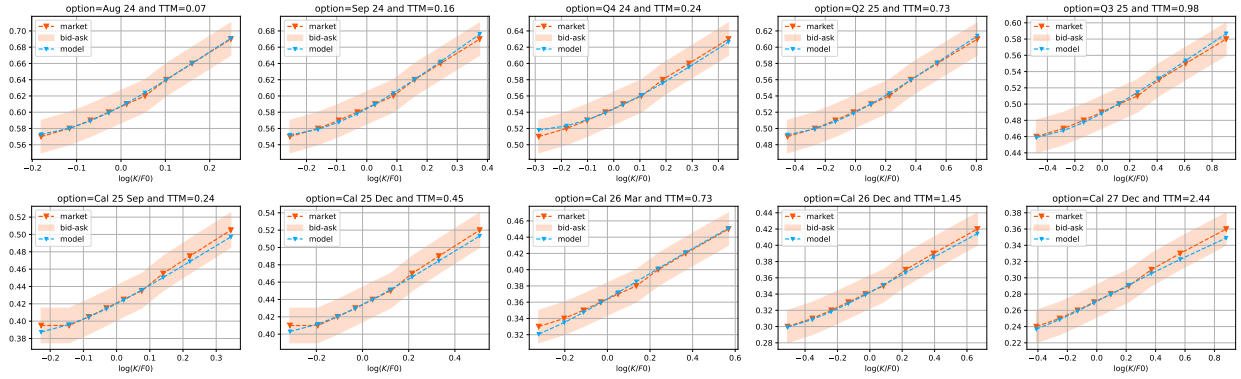 option=Aug 24 and TTM=0.07
market
bid-ask
model
0.70
0.68
0.66
0.64
0.62
0.60
0.58
0.56
−0.2 −0.1 0.0 0.1 0.2
log(K/F0)
option=Sep 24 and TTM=0.16
market
bid-ask
model
0.68
0.66
0.64
0.62
0.60
0.58
0.56
0.54
−0.2 −0.1 0.0 0.1 0.2 0.3 0.4
log(K/F0)
option=Q4 24 and TTM=0.24
market
bid-ask
model
0.64
0.62
0.60
0.58
0.56
0.54
0.52
0.50
−0.3 −0.2 −0.1 0.0 0.1 0.2 0.3 0.4
log(K/F0)
option=Q2 25 and TTM=0.73
market
bid-ask
model
0.62
0.60
0.58
0.56
0.54
0.52
0.50
0.48
−0.4 −0.2 0.0 0.2 0.4 0.6 0.8
log(K/F0)
option=Q3 25 and TTM=0.98
market
bid-ask
model
0.60
0.58
0.56
0.54
0.52
0.50
0.48
0.46
0.44
−0.4 −0.2 0.0 0.2 0.4 0.6 0.8
log(K/F0)
option=Cal 25 Sep and TTM=0.24
market
bid-ask
model
0.52
0.50
0.48
0.46
0.44
0.42
0.40
0.38
−0.2 −0.1 0.0 0.1 0.2 0.3
log(K/F0)
option=Cal 25 Dec and TTM=0.45
market
bid-ask
model
0.54
0.52
0.50
0.48
0.46
0.44
0.42
0.40
−0.2 0.0 0.2 0.4
log(K/F0)
option=Cal 26 Mar and TTM=0.73
market
bid-ask
model
0.46
0.44
0.42
0.40
0.38
0.36
0.34
0.32
−0.2 0.0 0.2 0.4 0.6
log(K/F0)
option=Cal 26 Dec and TTM=1.45
market
bid-ask
model
0.44
0.42
0.40
0.38
0.36
0.34
0.32
0.30
0.28
−0.4 −0.2 0.0 0.2 0.4 0.6
log(K/F0)
option=Cal 27 Dec and TTM=2.44
market
bid-ask
model
0.38
0.36
0.34
0.32
0.30
0.28
0.26
0.24
0.22
−0.4 −0.2 0.0 0.2 0.4 0.6 0.8
log(K/F0)